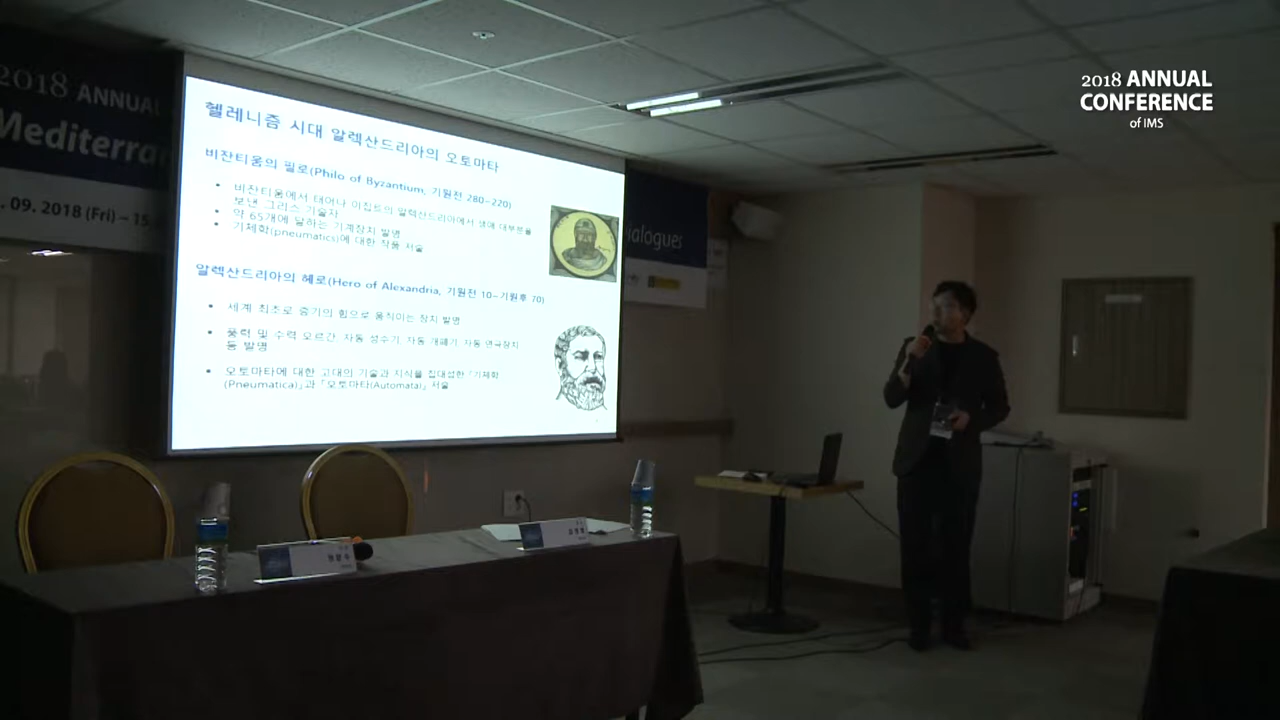 2018 ANNUAL
CONFERENCE
of IMS
2018 ANNUAL
Mediterra
. 09. 2018 (Fri) – 15
ialogues
헬레니즘 시대 알렉산드리아의 오토마타
비잔티움의 필로(Philo of Byzantium, 기원전 280-220)
• 비잔티움에서 태어나 이집트의 알렉산드리아에서 생애 대부분을
보낸 그리스 기술자
• 약 65개에 달하는 기계장치 발명
• 기체학(pneumatics)에 대한 작품 저술
알렉산드리아의 헤로(Hero of Alexandria, 기원전 10-기원후 70)
• 세계 최초로 증기의 힘으로 움직이는 장치 발명
• 풍력 및 수력 오르간, 자동 성수기, 자동 개폐기, 자동 연극장치
등 발명
• 오토마타에 대한 고대의 기술과 지식을 집대성한 「기체학
(Pneumatica)」과 「오토마타(Automata)」 저술